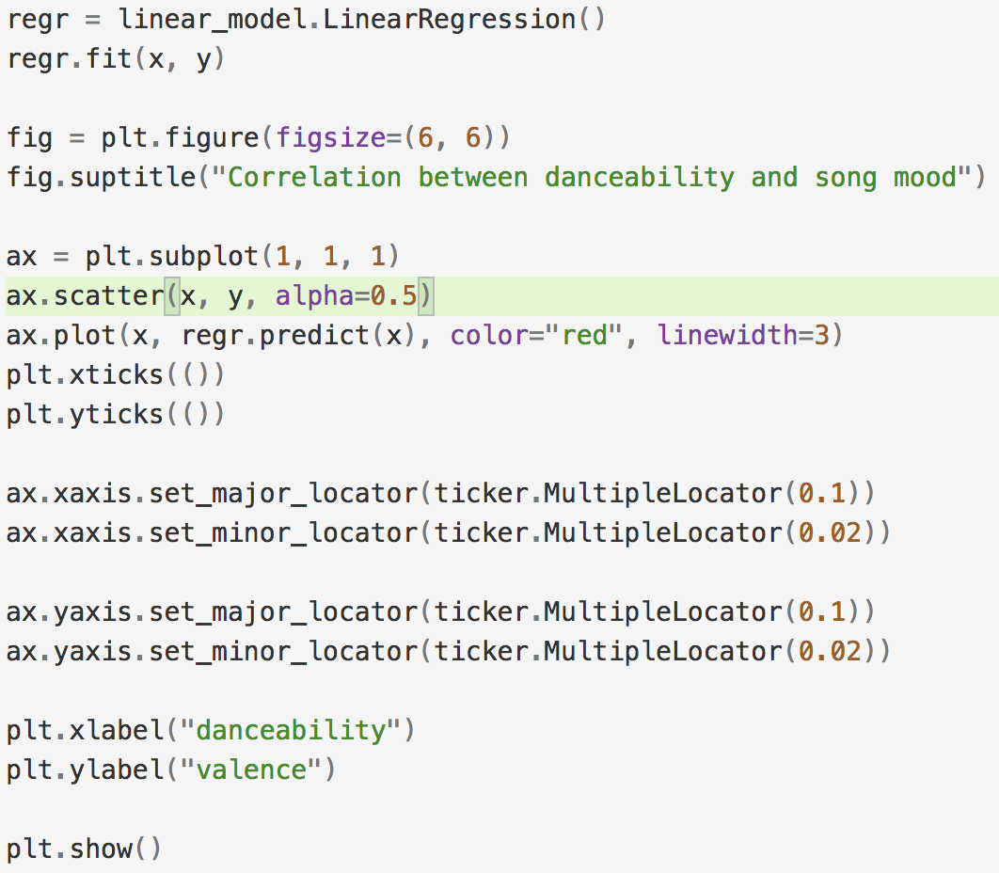 regr = linear_model.LinearRegression()
regr.fit(x, y)
fig = plt.figure(figsize=(6, 6))
fig.suptitle("Correlation between danceability and song mood")
ax = plt.subplot(1, 1, 1)
ax.scatter(x, y, alpha=0.5)
ax.plot(x, regr.predict(x), color="red", linewidth=3)
plt.xticks(())
plt.yticks(())
ax.xaxis.set_major_locator(ticker.MultipleLocator(0.1))
ax.xaxis.set_minor_locator(ticker.MultipleLocator(0.02))
ax.yaxis.set_major_locator(ticker.MultipleLocator(0.1))
ax.yaxis.set_minor_locator(ticker.MultipleLocator(0.02))
plt.xlabel("danceability")
plt.ylabel("valence")
plt.show()